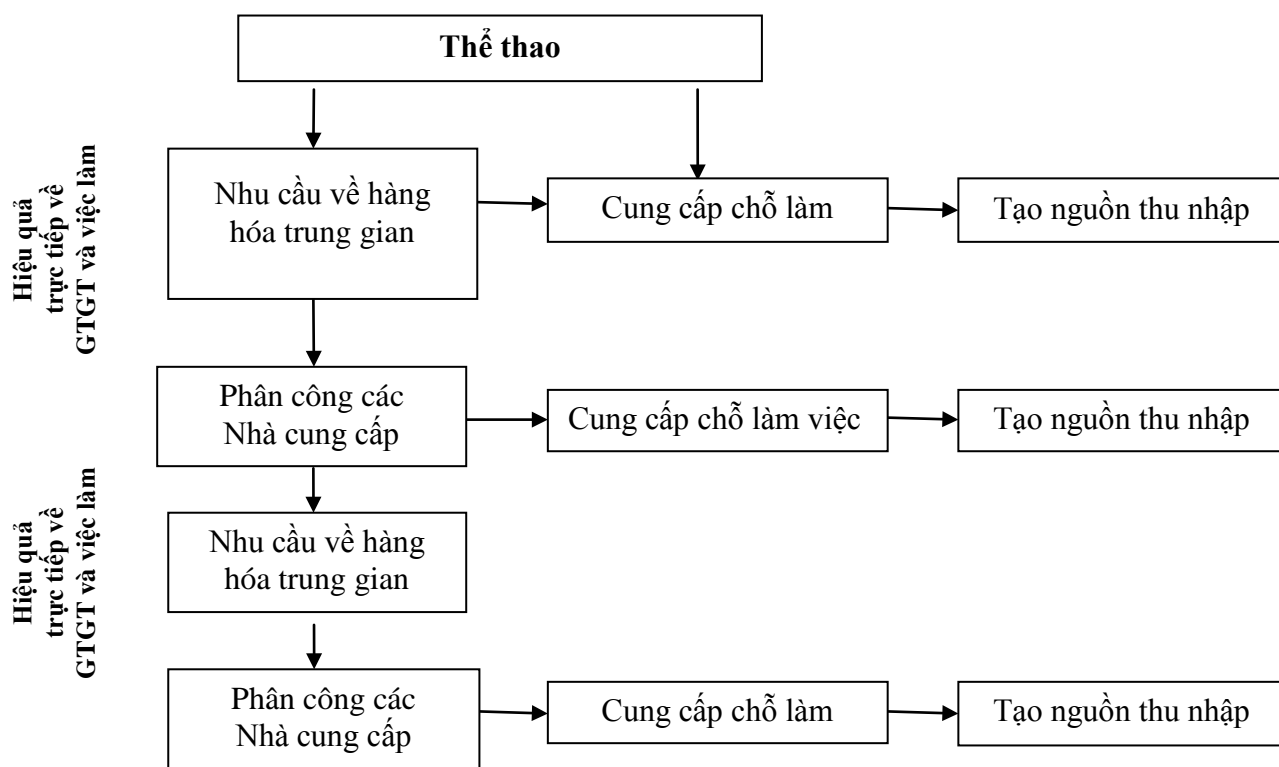 Thể thao
Hiệu quả
trực tiếp về
GTGT và việc làm
Nhu cầu về hàng
hóa trung gian
Cung cấp chỗ làm
Tạo nguồn thu nhập
Phân công các
Nhà cung cấp
Cung cấp chỗ làm việc
Tạo nguồn thu nhập
Hiệu quả
trực tiếp về
GTGT và việc làm
Nhu cầu về hàng
hóa trung gian
Phân công các
Nhà cung cấp
Cung cấp chỗ làm
Tạo nguồn thu nhập